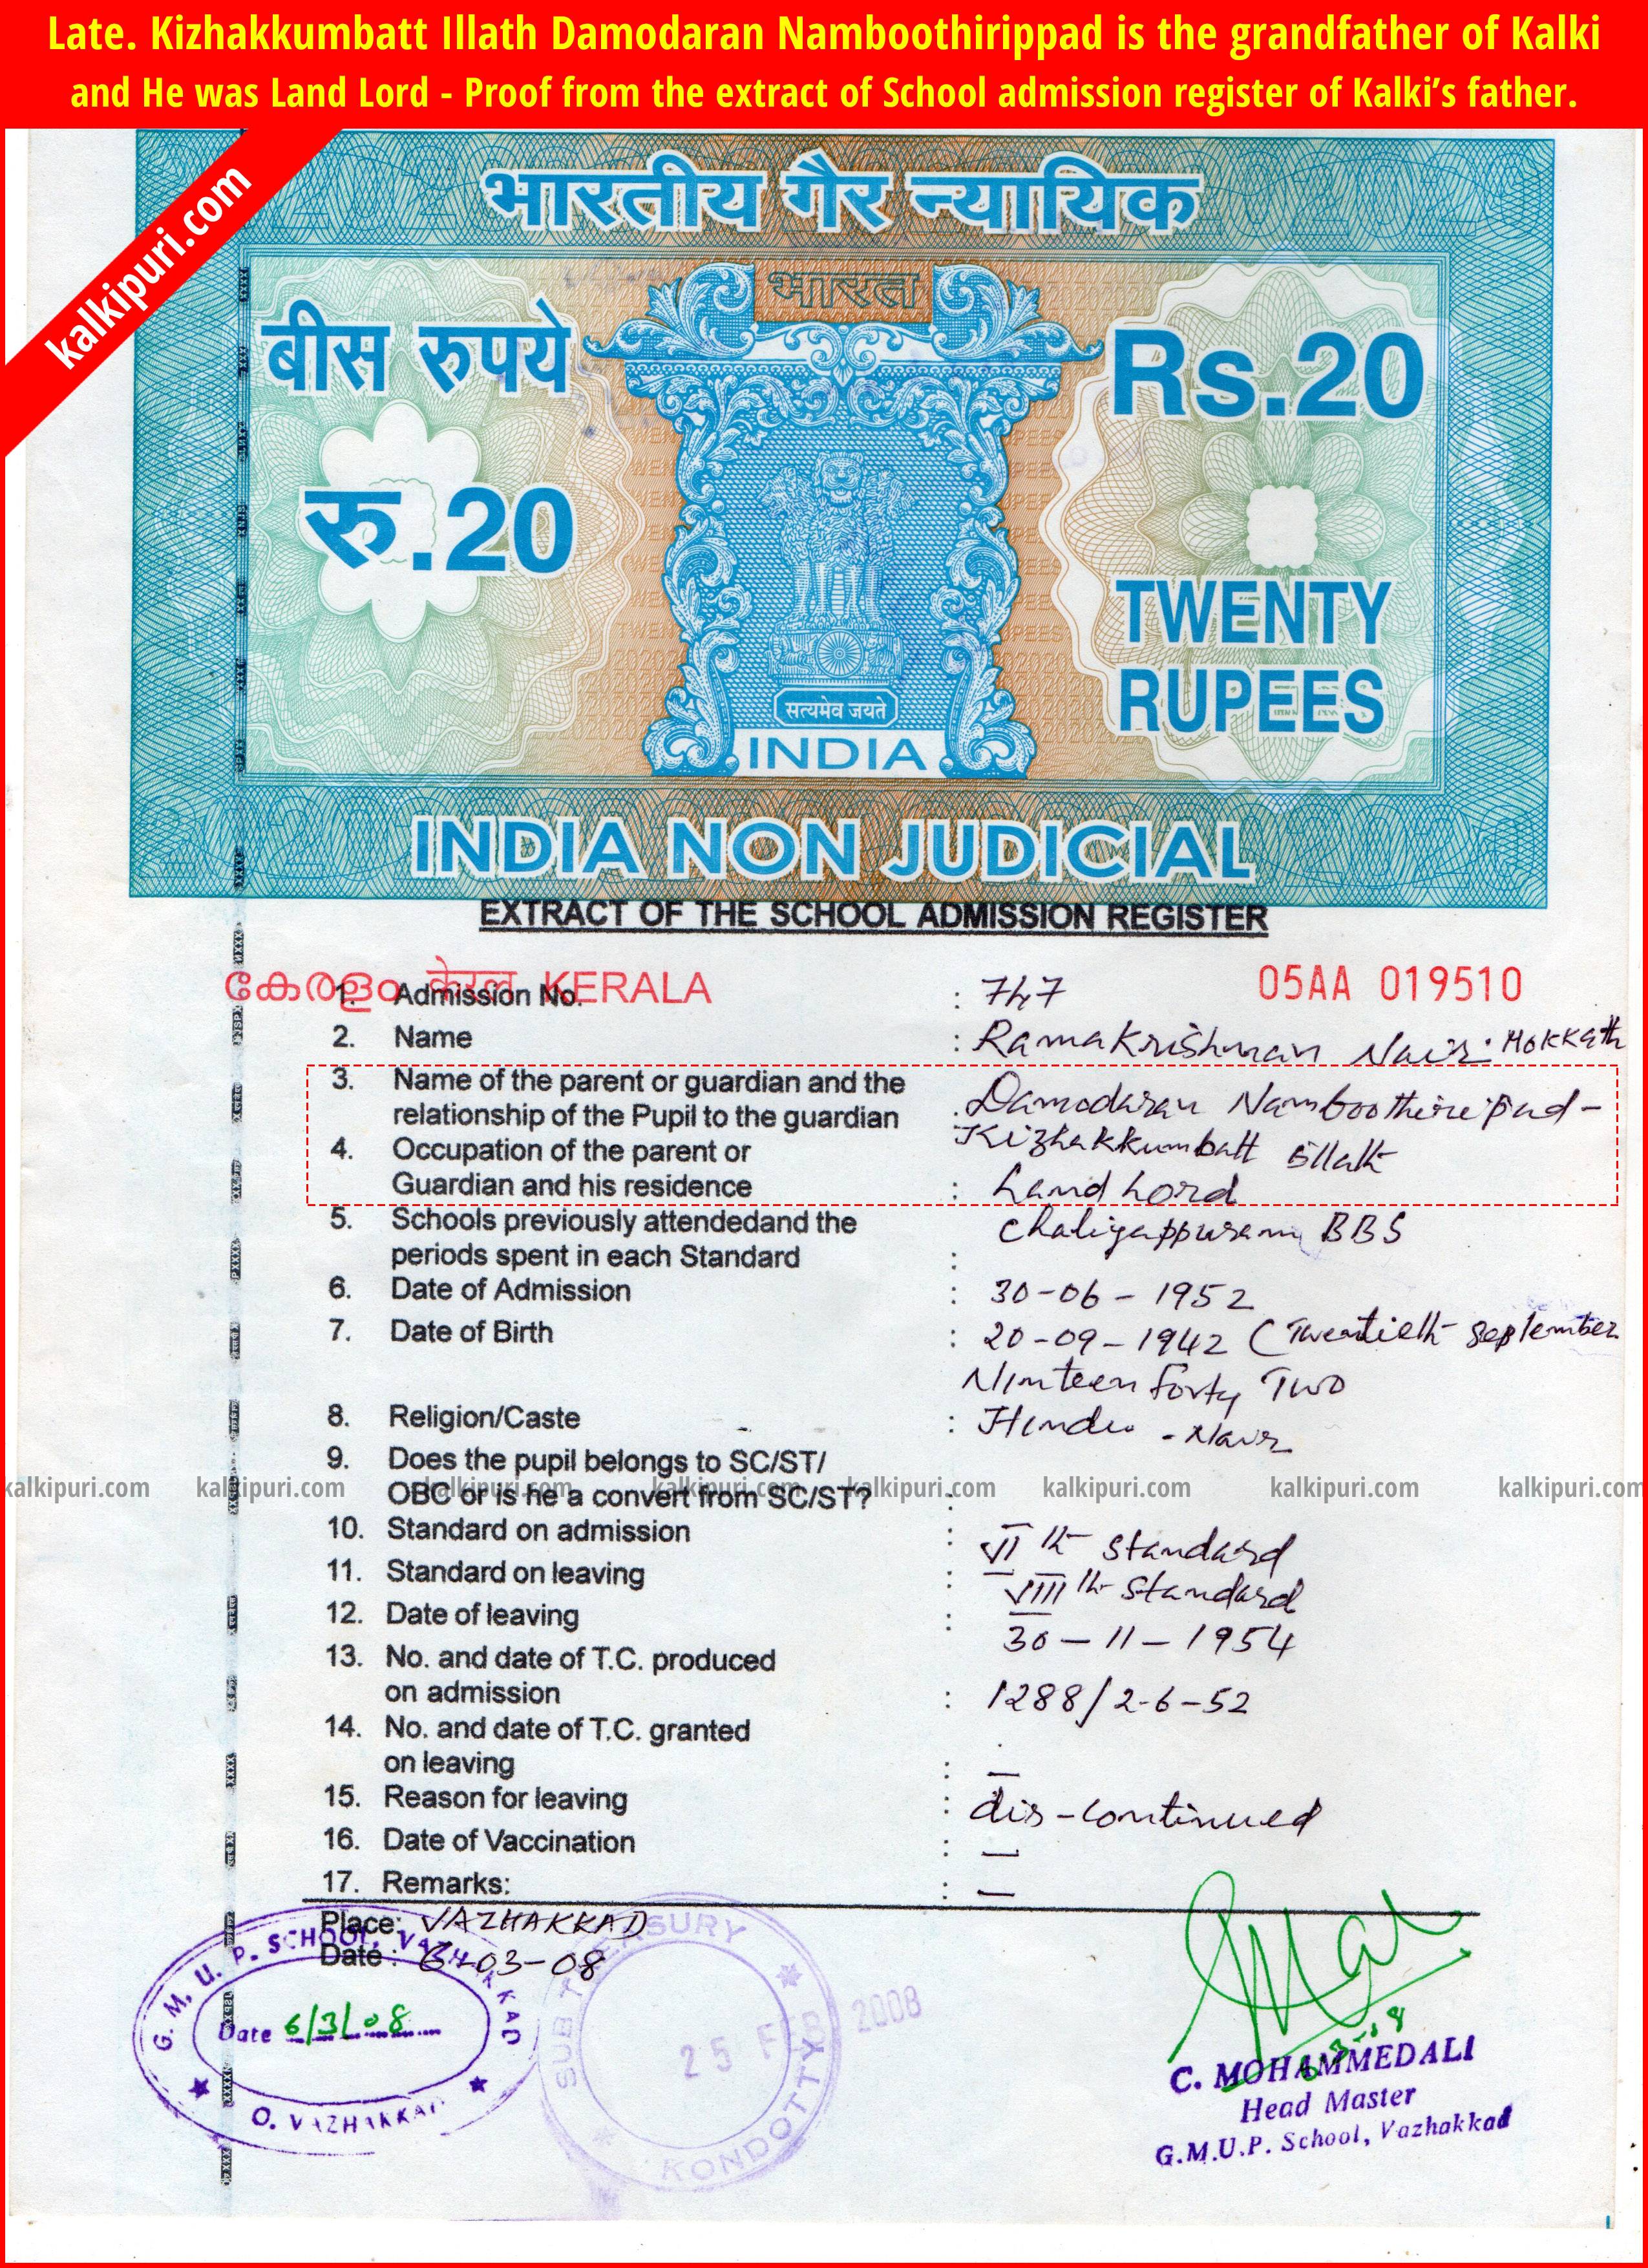 Late. Kizhakkumbatt Illath Damodaran Namboothirippad is the grandfather of Kalki
and He was Land Lord - Proof from the extract of School admission register of Kalki’s father.
kalkipuri.com
भारतीय गैर न्यायिक
भारत
बीस रुपये
Rs.20
रु.20
TWENTY
RUPEES
सत्यमेव जयते
INDIA
INDIA NON JUDICIAL
EXTRACT OF THE SCHOOL ADMISSION REGISTER
കേരളം केरल KERALA
05AA 019510
1. Admission No. : 747
2. Name : Ramakrishnan Nair. Mokkath
3. Name of the parent or guardian and the : Damodaran Namboothiripad-
relationship of the Pupil to the guardian Kizhakkumbatt Illath
4. Occupation of the parent or
Guardian and his residence : Land Lord
5. Schools previously attendedand the Chaliyappuram BBS
periods spent in each Standard :
6. Date of Admission : 30-06-1952
7. Date of Birth : 20-09-1942 (Twentieth September
Ninteen forty Two
8. Religion/Caste : Hindu - Nair
9. Does the pupil belongs to SC/ST/
OBC or is he a convert from SC/ST? :
kalkipuri.com kalkipuri.com kalkipuri.com kalkipuri.com kalkipuri.com kalkipuri.com kalkipuri.com kalkipuri.com
10. Standard on admission : VIth standard
11. Standard on leaving : VIIIth standard
12. Date of leaving : 30-11-1954
13. No. and date of T.C. produced
on admission : 1288/2-6-52
14. No. and date of T.C. granted
on leaving : —
15. Reason for leaving : dis-continued
16. Date of Vaccination : —
17. Remarks: : —
Place: VAZHAKKAD
Date : 6-03-08
G. M. U. P. SCHOOL, VAZHAKKAD
Date 6/3/08
O. VAZHAKKAD
SUB TREASURY
25 FEB 2008
KONDOTTY
C. MOHAMMEDALI
Head Master
G.M.U.P. School, Vazhakkad